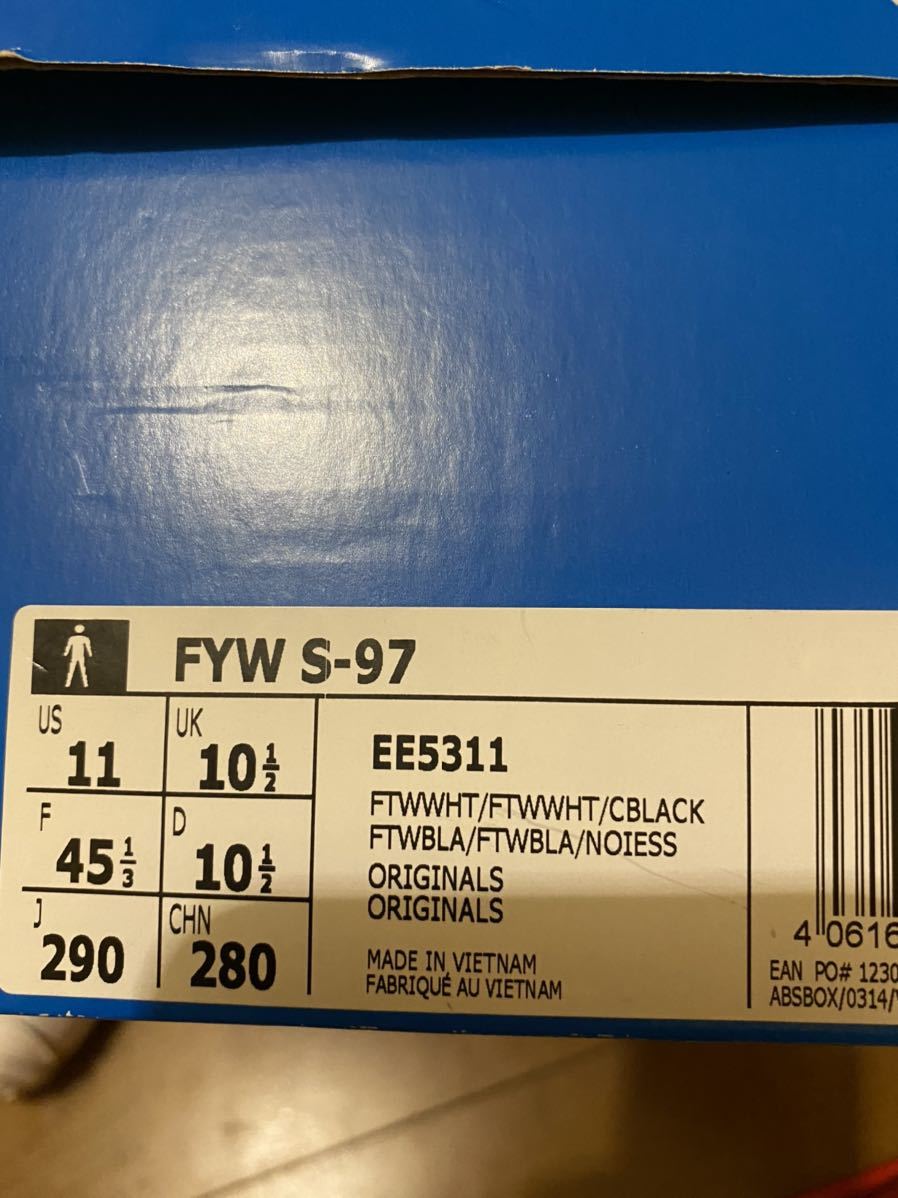 FYW S-97
US 11
UK 10½
F 45⅓
D 10½
J 290
CHN 280
EE5311
FTWWHT/FTWWHT/CBLACK
FTWBLA/FTWBLA/NOIESS
ORIGINALS
ORIGINALS
MADE IN VIETNAM
FABRIQUÉ AU VIETNAM
4 0616
EAN PO# 1230
ABSBOX/0314/